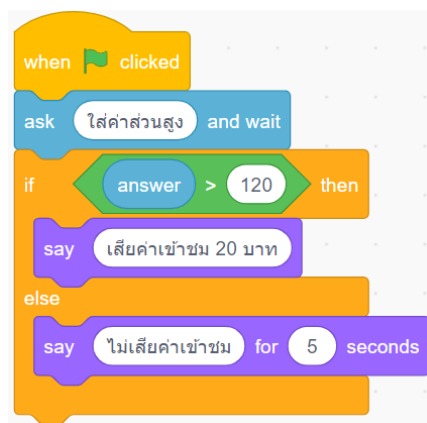 when clicked
ask ใส่ค่าส่วนสูง and wait
if answer > 120 then
say เสียค่าเข้าชม 20 บาท
else
say ไม่เสียค่าเข้าชม for 5 seconds